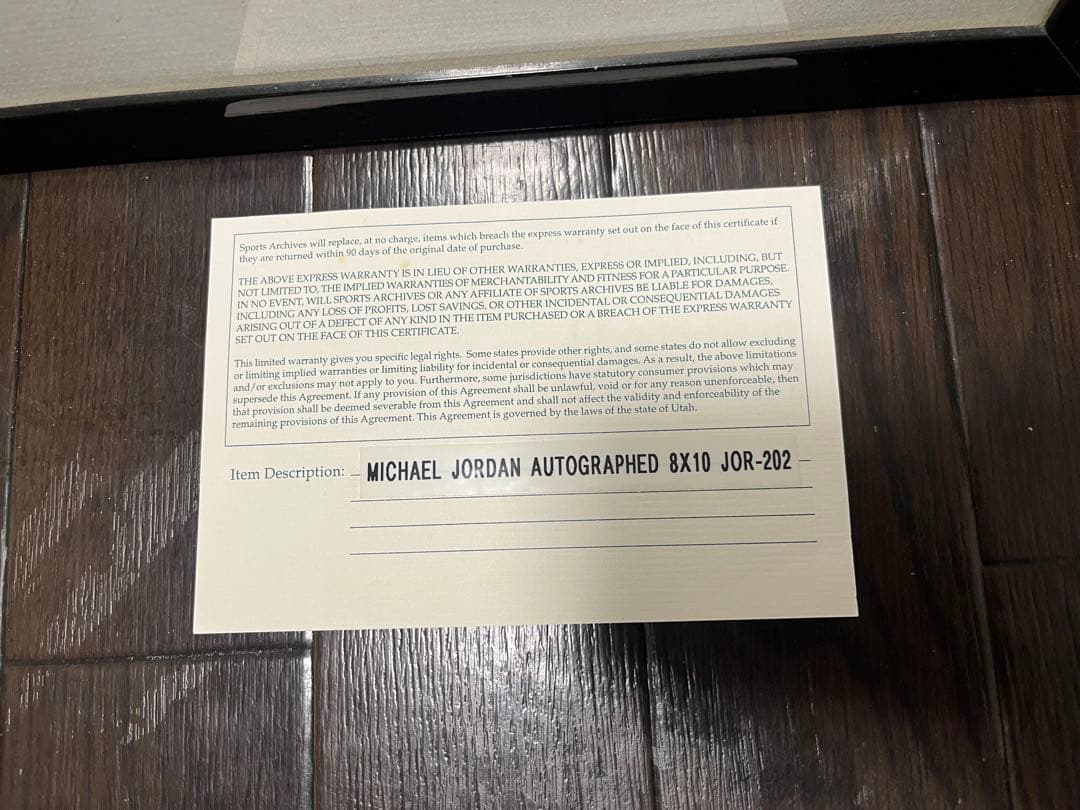 Sports Archives will replace, at no charge, items which breach the express warranty set out on the face of this certificate if
they are returned within 90 days of the original date of purchase.
THE ABOVE EXPRESS WARRANTY IS IN LIEU OF OTHER WARRANTIES, EXPRESS OR IMPLIED, INCLUDING, BUT
NOT LIMITED TO, THE IMPLIED WARRANTIES OF MERCHANTABILITY AND FITNESS FOR A PARTICULAR PURPOSE.
IN NO EVENT, WILL SPORTS ARCHIVES OR ANY AFFILIATE OF SPORTS ARCHIVES BE LIABLE FOR DAMAGES,
INCLUDING ANY LOSS OF PROFITS, LOST SAVINGS, OR OTHER INCIDENTAL OR CONSEQUENTIAL DAMAGES
ARISING OUT OF A DEFECT OF ANY KIND IN THE ITEM PURCHASED OR A BREACH OF THE EXPRESS WARRANTY
SET OUT ON THE FACE OF THIS CERTIFICATE.
This limited warranty gives you specific legal rights. Some states provide other rights, and some states do not allow excluding
or limiting implied warranties or limiting liability for incidental or consequential damages. As a result, the above limitations
and/or exclusions may not apply to you. Furthermore, some jurisdictions have statutory consumer provisions which may
supersede this Agreement. If any provision of this Agreement shall be unlawful, void or for any reason unenforceable, then
that provision shall be deemed severable from this Agreement and shall not affect the validity and enforceability of the
remaining provisions of this Agreement. This Agreement is governed by the laws of the state of Utah.
Item Description: MICHAEL JORDAN AUTOGRAPHED 8X10 JOR-202